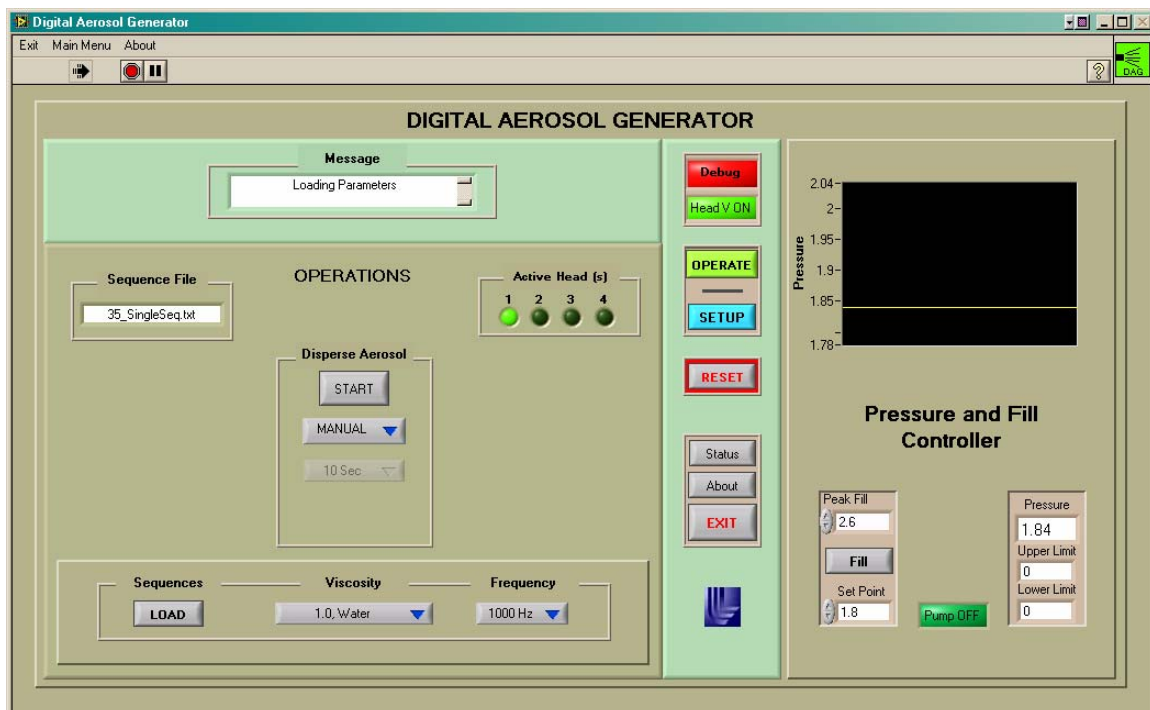 Digital Aerosol Generator
Exit Main Menu About
DAG
DIGITAL AEROSOL GENERATOR
Message
Loading Parameters
Sequence File
35_SingleSeq.txt
OPERATIONS
Active Head (s)
1 2 3 4
Disperse Aerosol
START
MANUAL
10 Sec
Sequences Viscosity Frequency
LOAD 1.0, Water 1000 Hz
Debug
Head V ON
OPERATE
SETUP
RESET
Status
About
EXIT
Pressure
2.04
2
1.95
1.9
1.85
1.78
Pressure and Fill
Controller
Peak Fill
2.6
Fill
Set Point
1.8
Pump OFF
Pressure
1.84
Upper Limit
0
Lower Limit
0